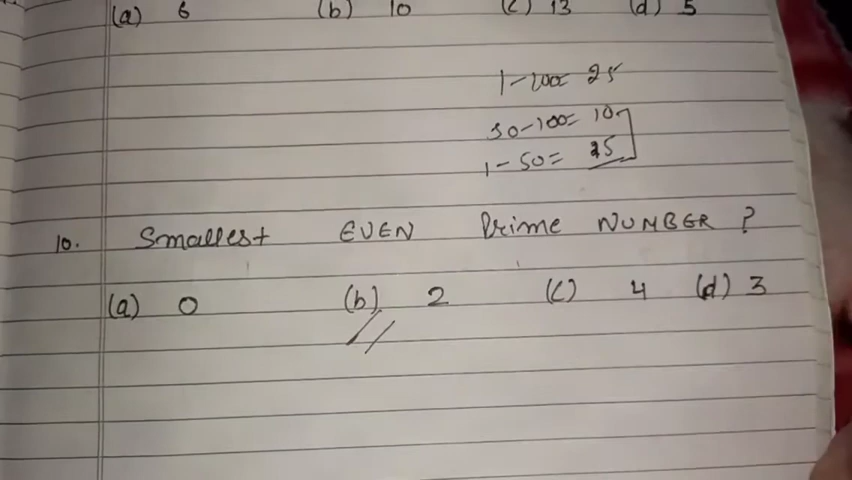 (a) 6 (b) 10 (c) 13 (d) 5
1-100= 25
50-100= 10
1-50= 15
10. Smallest EVEN Prime NUMBER ?
(a) 0 (b) 2 (c) 4 (d) 3